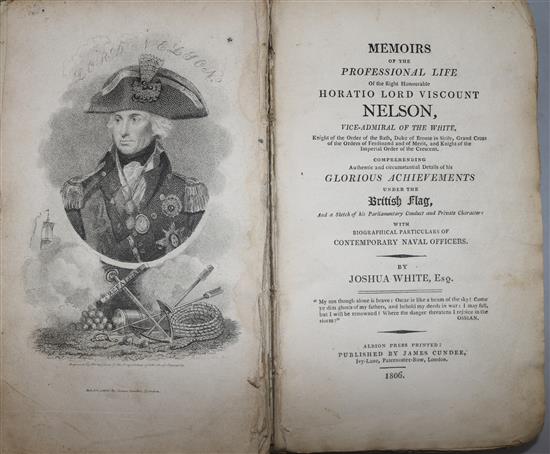 LORD NELSON.
MEMOIRS
OF THE
PROFESSIONAL LIFE
Of the Right Honourable
HORATIO LORD VISCOUNT
NELSON,
VICE-ADMIRAL OF THE WHITE,
Knight of the Order of the Bath, Duke of Bronte in Sicily, Grand Cross
of the Orders of Ferdinand and of Merit, and Knight of the
Imperial Order of the Crescent.
COMPREHENDING
Authentic and circumstantial Details of his
GLORIOUS ACHIEVEMENTS
UNDER THE
British Flag,
And a Sketch of his Parliamentary Conduct and Private Character:
WITH
BIOGRAPHICAL PARTICULARS OF
CONTEMPORARY NAVAL OFFICERS.
BY
JOSHUA WHITE, ESQ.
"My son though alone is brave: Oscar is like a beam of the sky! Come
ye dim ghosts of my fathers, and behold my deeds in war: I may fall,
but I will be renowned! Where the danger threatens I rejoice in the
storm!"
OSSIAN.
ALBION PRESS PRINTED:
PUBLISHED BY JAMES CUNDEE,
Ivy-Lane, Paternoster-Row, London.
1806.